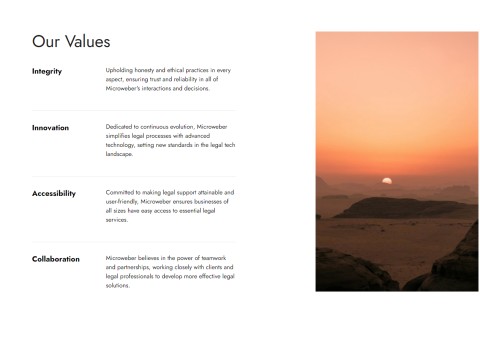 Our Values
Integrity
Upholding honesty and ethical practices in every
aspect, ensuring trust and reliability in all of
Microweber's interactions and decisions.
Innovation
Dedicated to continuous evolution, Microweber
simplifies legal processes with advanced
technology, setting new standards in the legal tech
landscape.
Accessibility
Committed to making legal support attainable and
user-friendly, Microweber ensures businesses of
all sizes have easy access to essential legal
services.
Collaboration
Microweber believes in the power of teamwork
and partnerships, working closely with clients and
legal professionals to develop more effective legal
solutions.